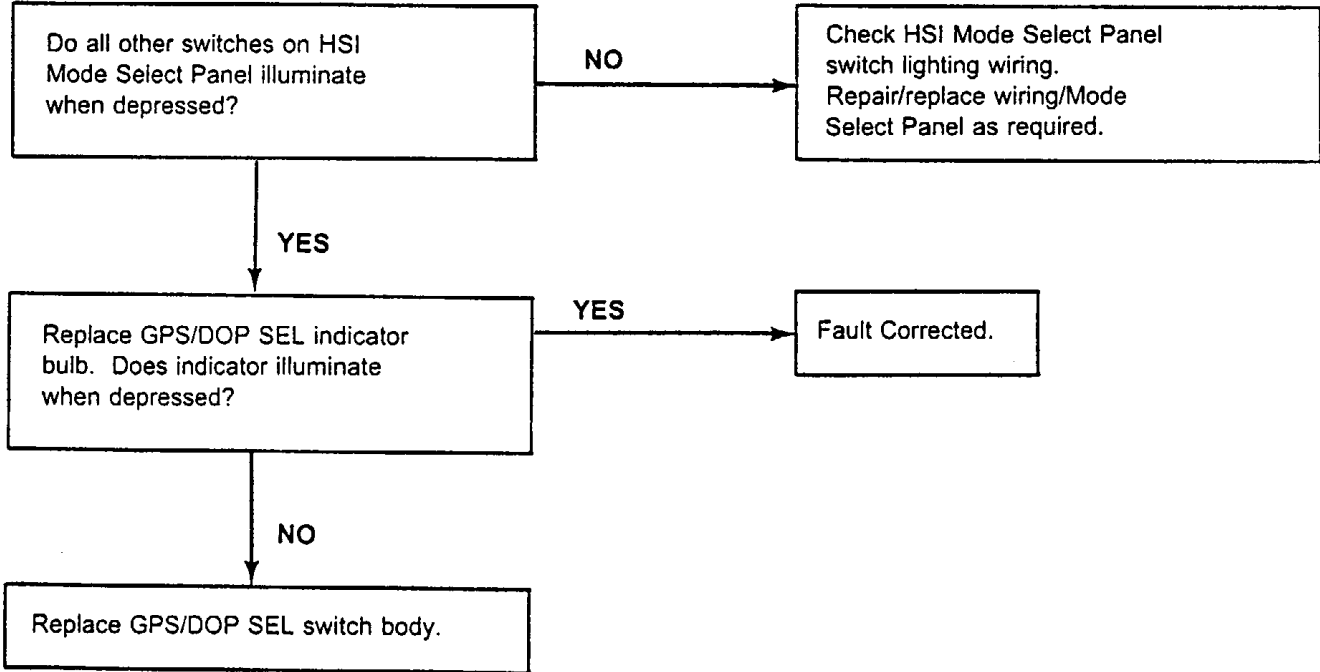 Do all other switches on HSI
Mode Select Panel illuminate
when depressed?
NO
Check HSI Mode Select Panel
switch lighting wiring.
Repair/replace wiring/Mode
Select Panel as required.
YES
Replace GPS/DOP SEL indicator
bulb. Does indicator illuminate
when depressed?
YES
Fault Corrected.
NO
Replace GPS/DOP SEL switch body.